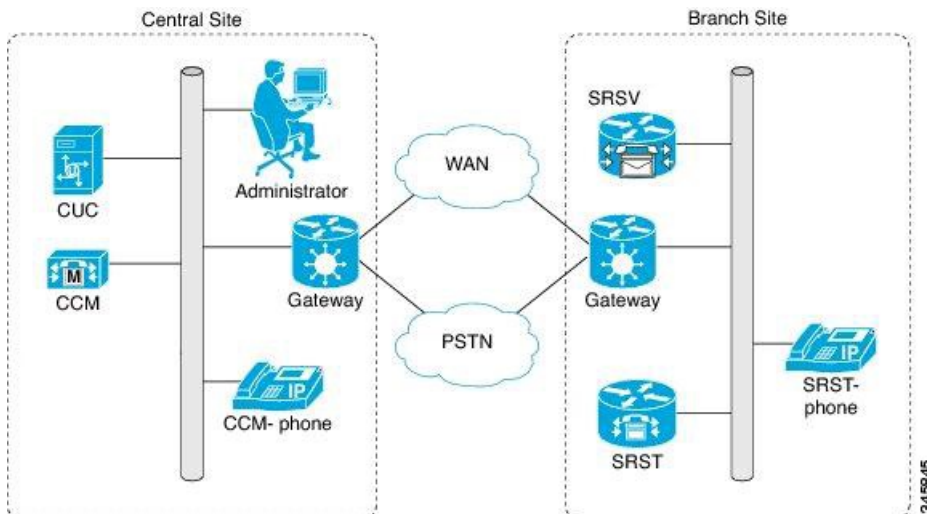 Central Site
Branch Site
SRSV
WAN
Administrator
CUC
M
CCM
Gateway
Gateway
PSTN
IP
CCM- phone
IP
SRST-
phone
SRST
345845